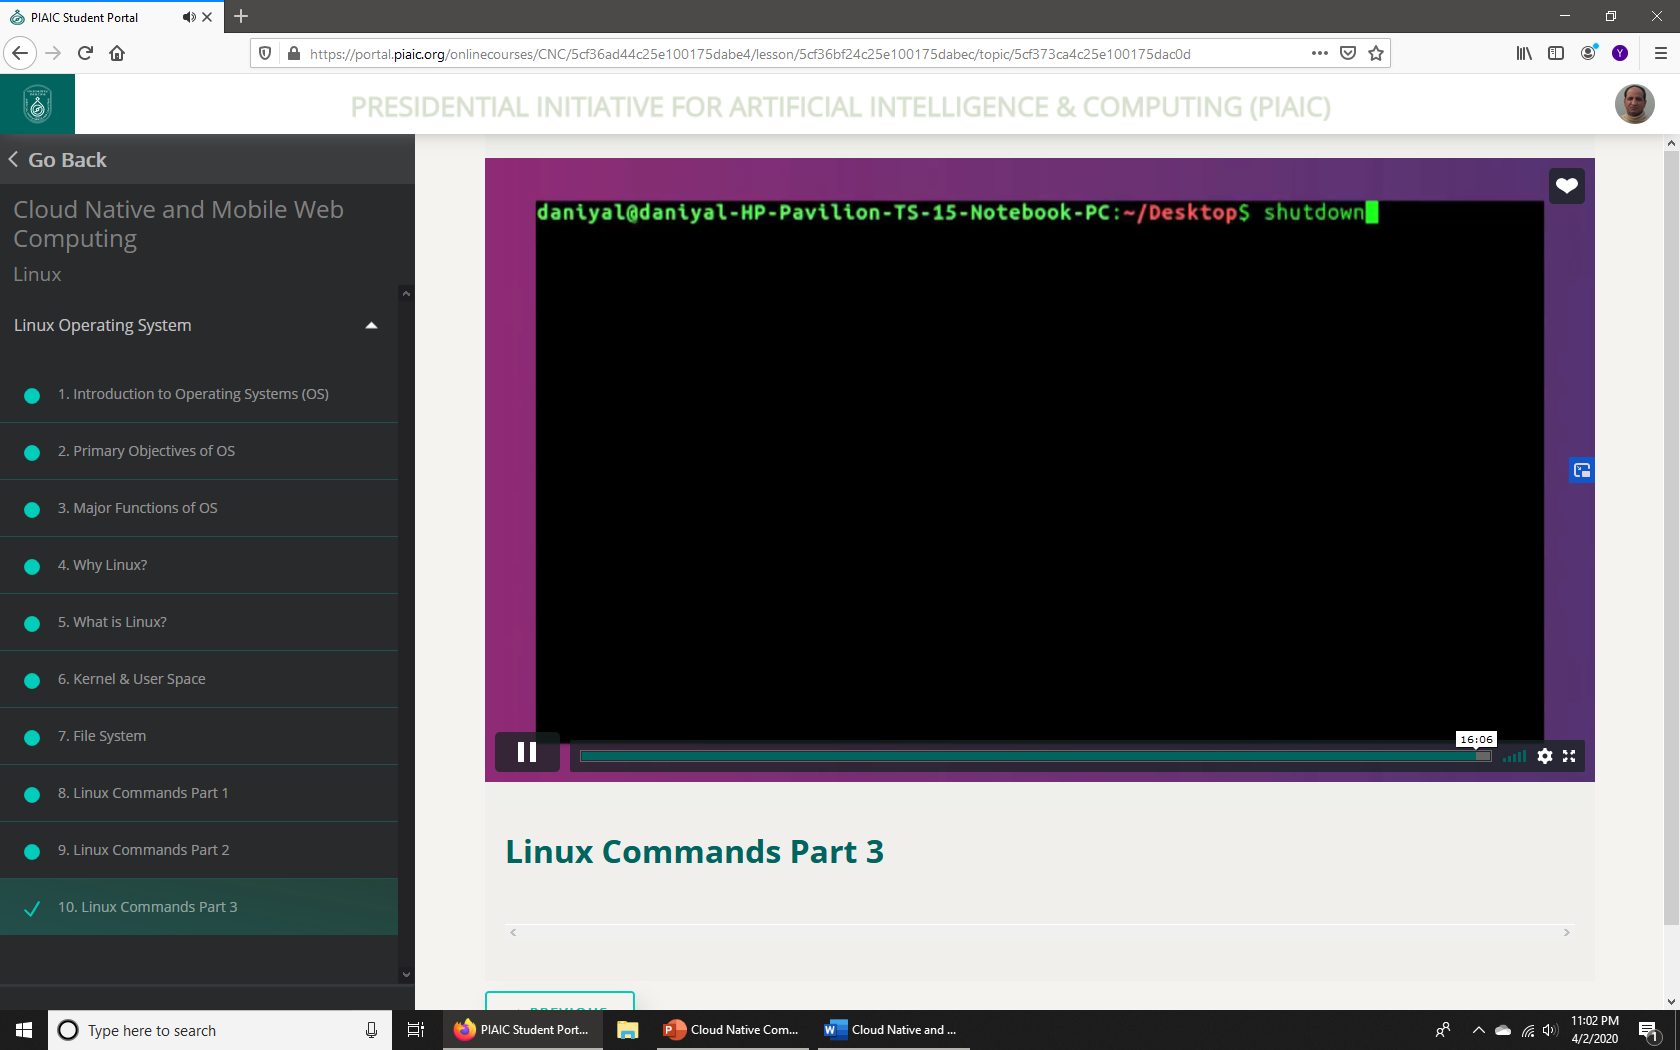 PIAIC Student Portal
https://portal.piaic.org/onlinecourses/CNC/5cf36ad44c25e100175dabe4/lesson/5cf36bf24c25e100175dabec/topic/5cf373ca4c25e100175dac0d
Y
PRESIDENTIAL INITIATIVE FOR ARTIFICIAL INTELLIGENCE & COMPUTING (PIAIC)
Go Back
Cloud Native and Mobile Web
Computing
Linux
Linux Operating System
1. Introduction to Operating Systems (OS)
2. Primary Objectives of OS
3. Major Functions of OS
4. Why Linux?
5. What is Linux?
6. Kernel & User Space
7. File System
8. Linux Commands Part 1
9. Linux Commands Part 2
10. Linux Commands Part 3
daniyal@daniyal-HP-Pavilion-TS-15-Notebook-PC:~/Desktop$ shutdown
16:06
Linux Commands Part 3
Type here to search
PIAIC Student Port...
Cloud Native Com...
Cloud Native and ...
11:02 PM
4/2/2020
1